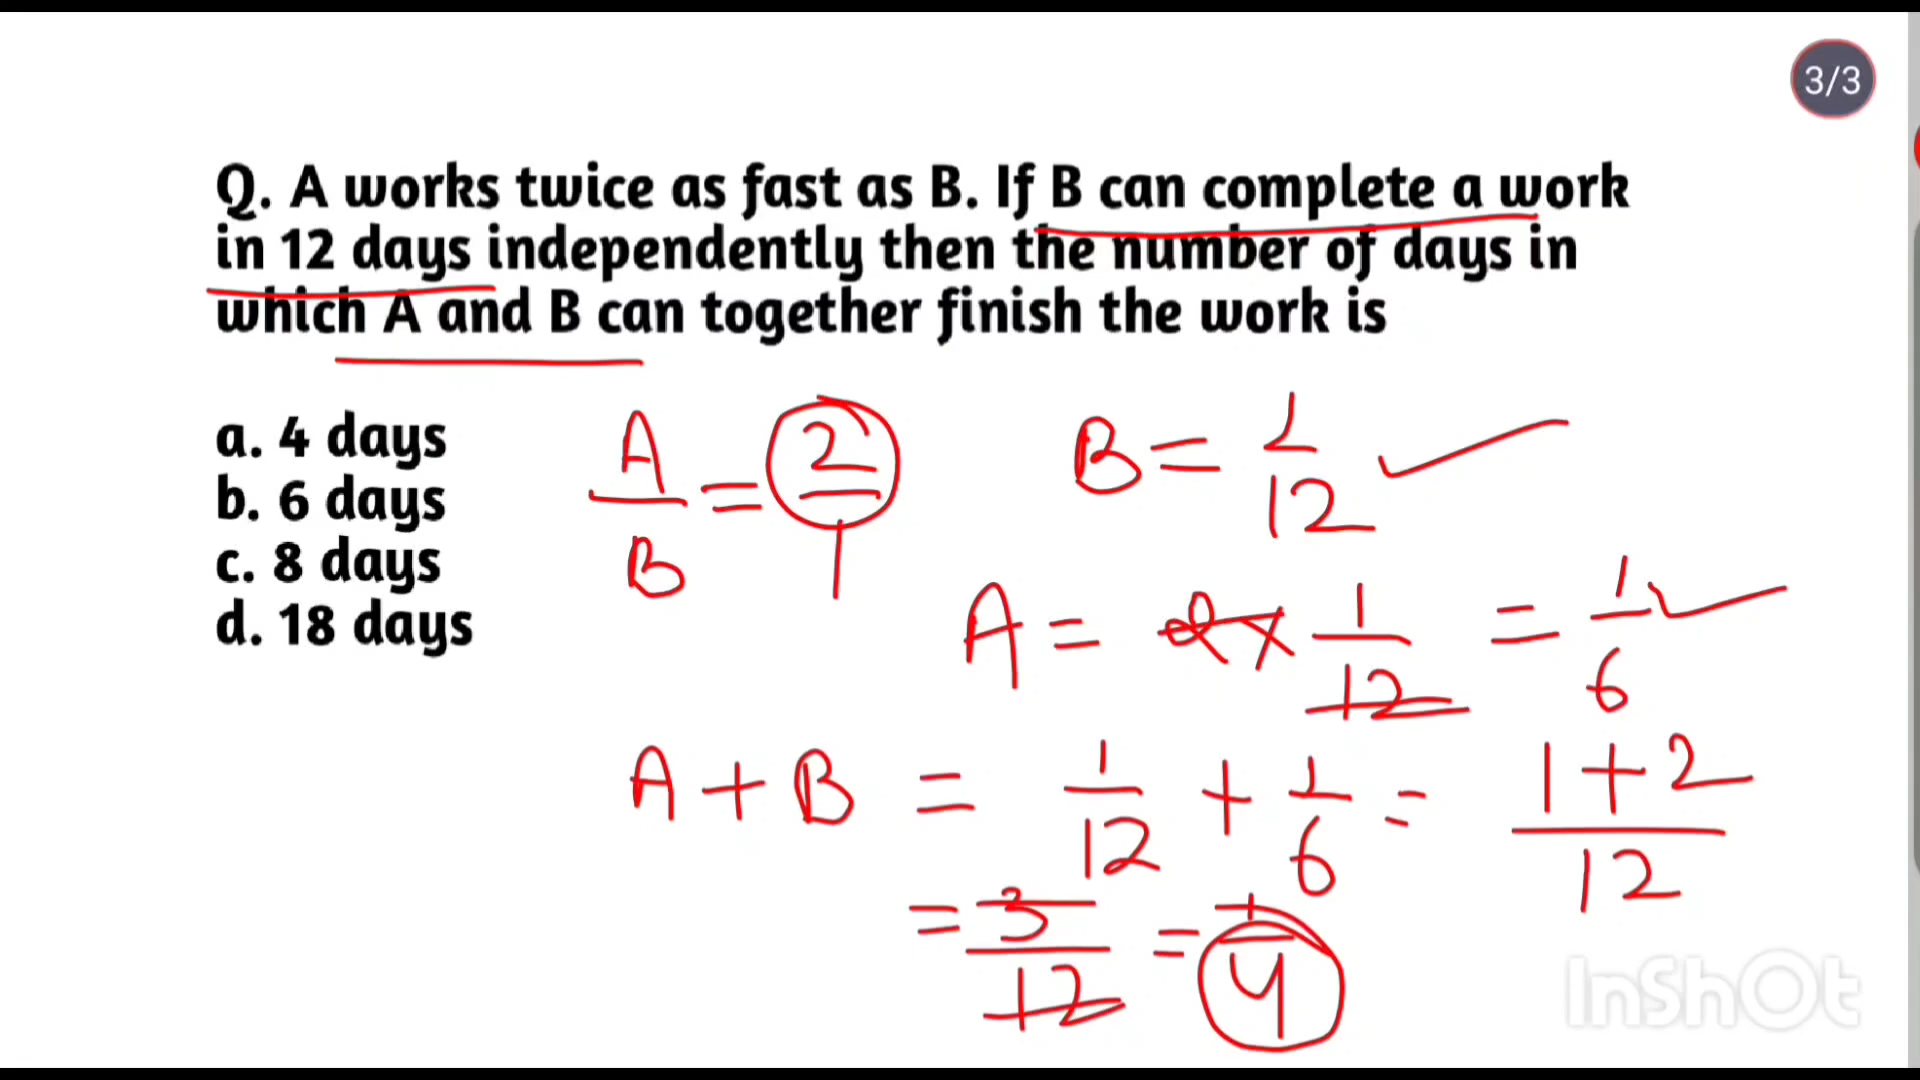 3/3
Q. A works twice as fast as B. If B can complete a work
in 12 days independently then the number of days in
which A and B can together finish the work is
a. 4 days
b. 6 days
c. 8 days
d. 18 days
A/B = 2/1
B = 1/12
A = 2 × 1/12 = 1/6
A + B = 1/12 + 1/6 = 1+2/12
= 3/12 = 1/4
InShOt